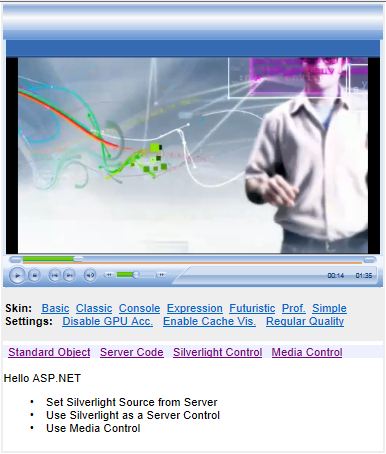 00:14 01:35
Skin: Basic Classic Console Expression Futuristic Prof. Simple
Settings: Disable GPU Acc. Enable Cache Vis. Regular Quality
Standard Object Server Code Silverlight Control Media Control
Hello ASP.NET
• Set Silverlight Source from Server
• Use Silverlight as a Server Control
• Use Media Control